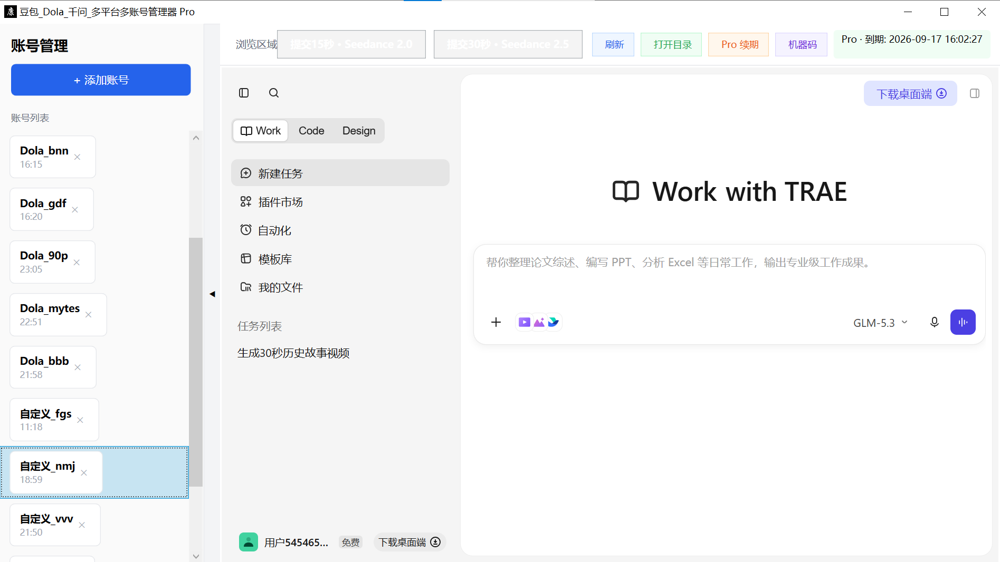 豆包_Dola_千问_多平台多账号管理器 Pro
账号管理
+ 添加账号
账号列表
Dola_bnn
16:15
Dola_gdf
16:20
Dola_90p
23:05
Dola_mytes
22:51
Dola_bbb
21:58
自定义_fgs
11:18
自定义_nmj
18:59
自定义_vvv
21:50
浏览区域
提交15秒 • Seedance 2.0
提交30秒 • Seedance 2.5
刷新
打开目录
Pro 续期
机器码
Pro · 到期: 2026-09-17 16:02:27
Work
Code
Design
新建任务
插件市场
自动化
模板库
我的文件
任务列表
生成30秒历史故事视频
用户545465...
免费
下载桌面端
下载桌面端
Work with TRAE
帮你整理论文综述、编写 PPT、分析 Excel 等日常工作，输出专业级工作成果。
GLM-5.3